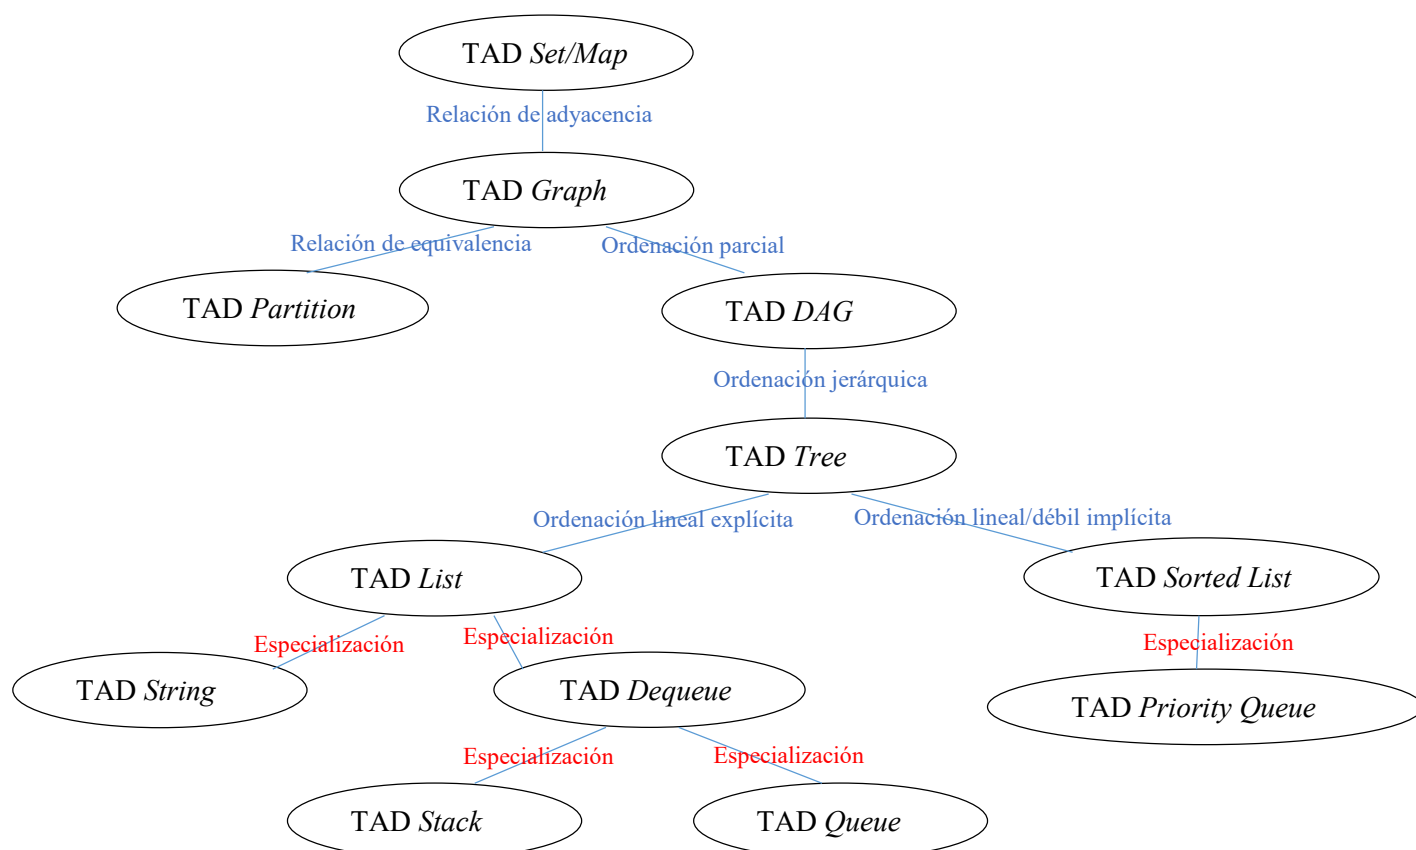 TAD Set/Map
Relación de adyacencia
TAD Graph
Relación de equivalencia
Ordenación parcial
TAD Partition
TAD DAG
Ordenación jerárquica
TAD Tree
Ordenación lineal explícita
Ordenación lineal/débil implícita
TAD List
TAD Sorted List
Especialización
Especialización
Especialización
TAD String
TAD Dequeue
TAD Priority Queue
Especialización
Especialización
TAD Stack
TAD Queue